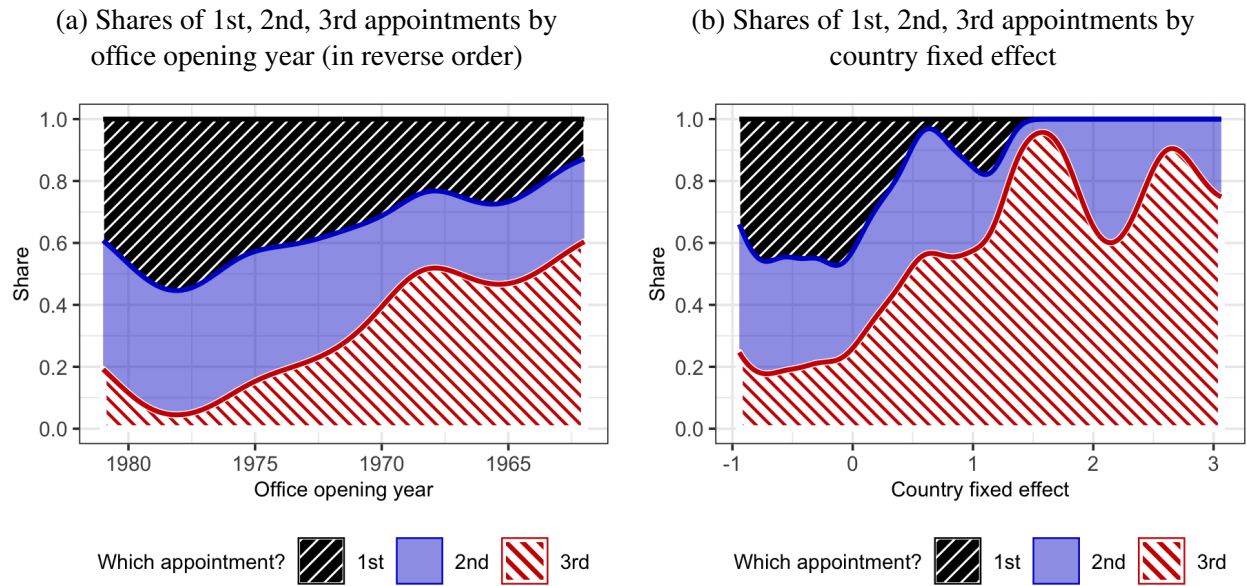 (a) Shares of 1st, 2nd, 3rd appointments by
office opening year (in reverse order)
1.0
0.8
0.6
0.4
0.2
0.0
Share
1980 1975 1970 1965
Office opening year
Which appointment? 1st 2nd 3rd
(b) Shares of 1st, 2nd, 3rd appointments by
country fixed effect
1.0
0.8
0.6
0.4
0.2
0.0
Share
-1 0 1 2 3
Country fixed effect
Which appointment? 1st 2nd 3rd